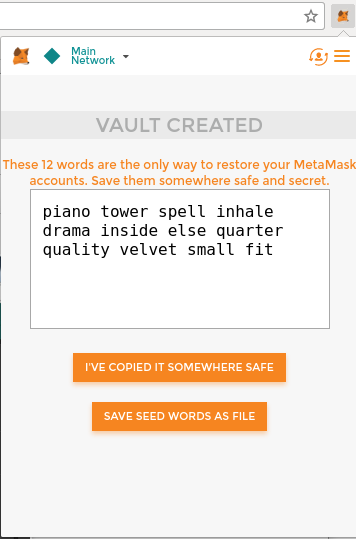 Main
Network
VAULT CREATED
These 12 words are the only way to restore your MetaMask
accounts. Save them somewhere safe and secret.
piano tower spell inhale
drama inside else quarter
quality velvet small fit
I'VE COPIED IT SOMEWHERE SAFE
SAVE SEED WORDS AS FILE